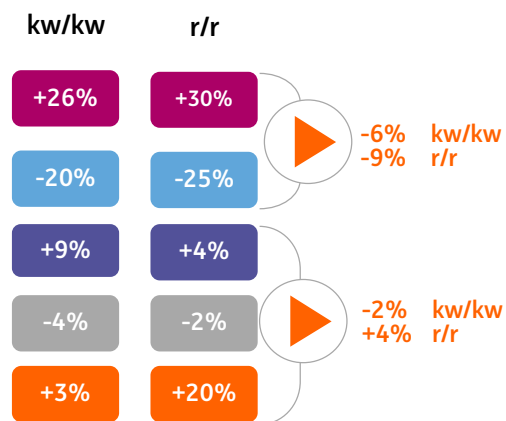 kw/kw r/r
+26% +30%
-6% kw/kw
-9% r/r
-20% -25%
+9% +4%
-4% -2%
-2% kw/kw
+4% r/r
+3% +20%